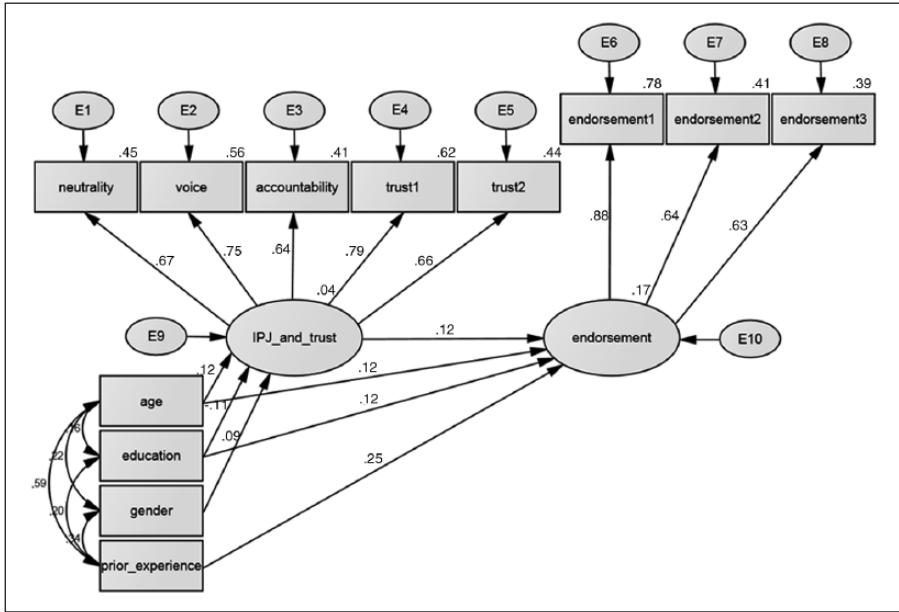 E6
E7
E8
.78
.41
.39
endorsement1
endorsement2
endorsement3
E1
E2
E3
E4
E5
.45
.56
.41
.62
.44
neutrality
voice
accountability
trust1
trust2
.88
.64
.63
.67
.75
.64
.79
.66
.04
.17
E9
IPJ_and_trust
.12
endorsement
E10
.12
.12
age
-.11
.12
.16
education
.09
.22
.25
.59
gender
.20
.34
prior_experience